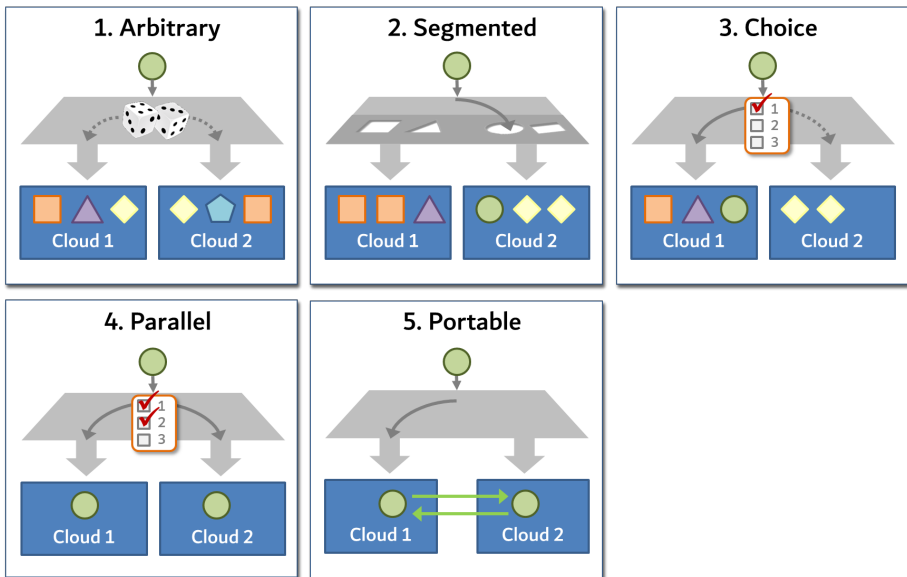 1. Arbitrary
Cloud 1
Cloud 2
2. Segmented
Cloud 1
Cloud 2
3. Choice
1
2
3
Cloud 1
Cloud 2
4. Parallel
1
2
3
Cloud 1
Cloud 2
5. Portable
Cloud 1
Cloud 2